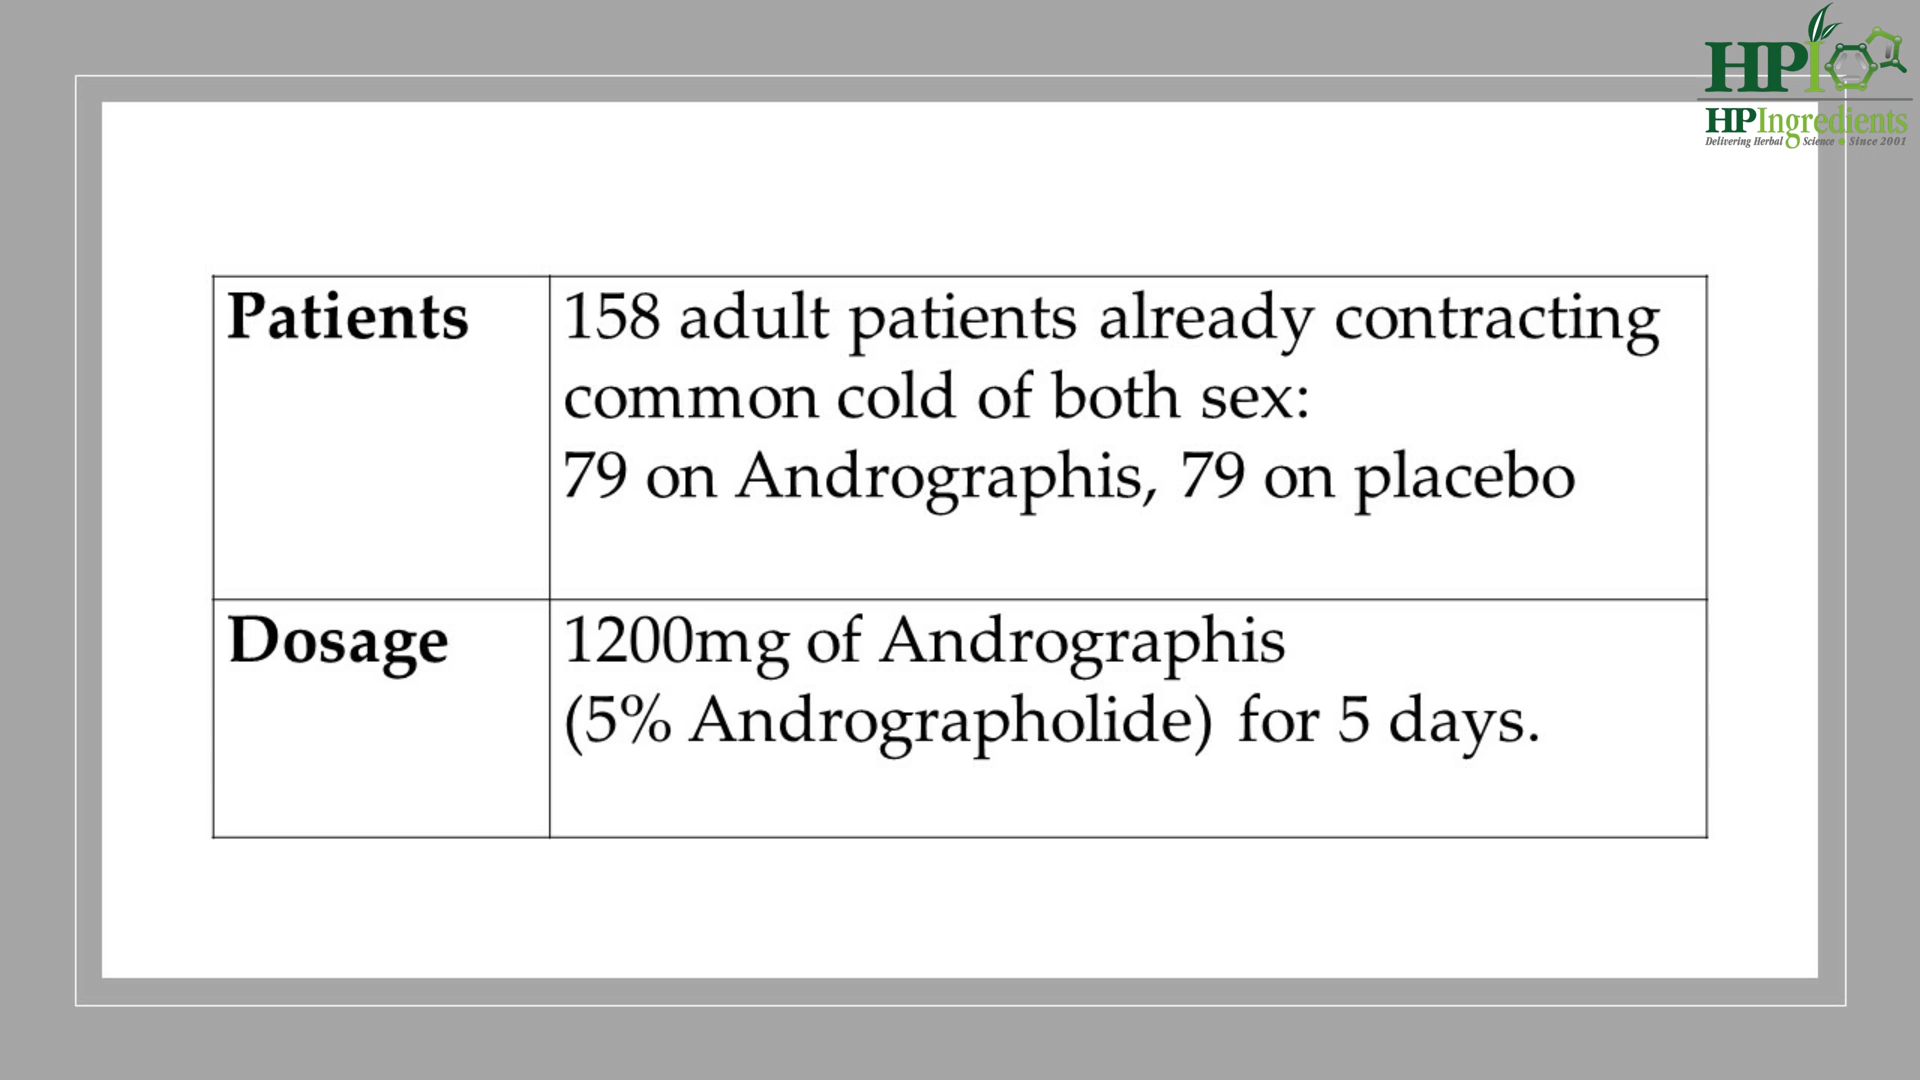 HPI
HPIngredients
Delivering Herbal Science Since 2001
Patients
158 adult patients already contracting
common cold of both sex:
79 on Andrographis, 79 on placebo
Dosage
1200mg of Andrographis
(5% Andrographolide) for 5 days.